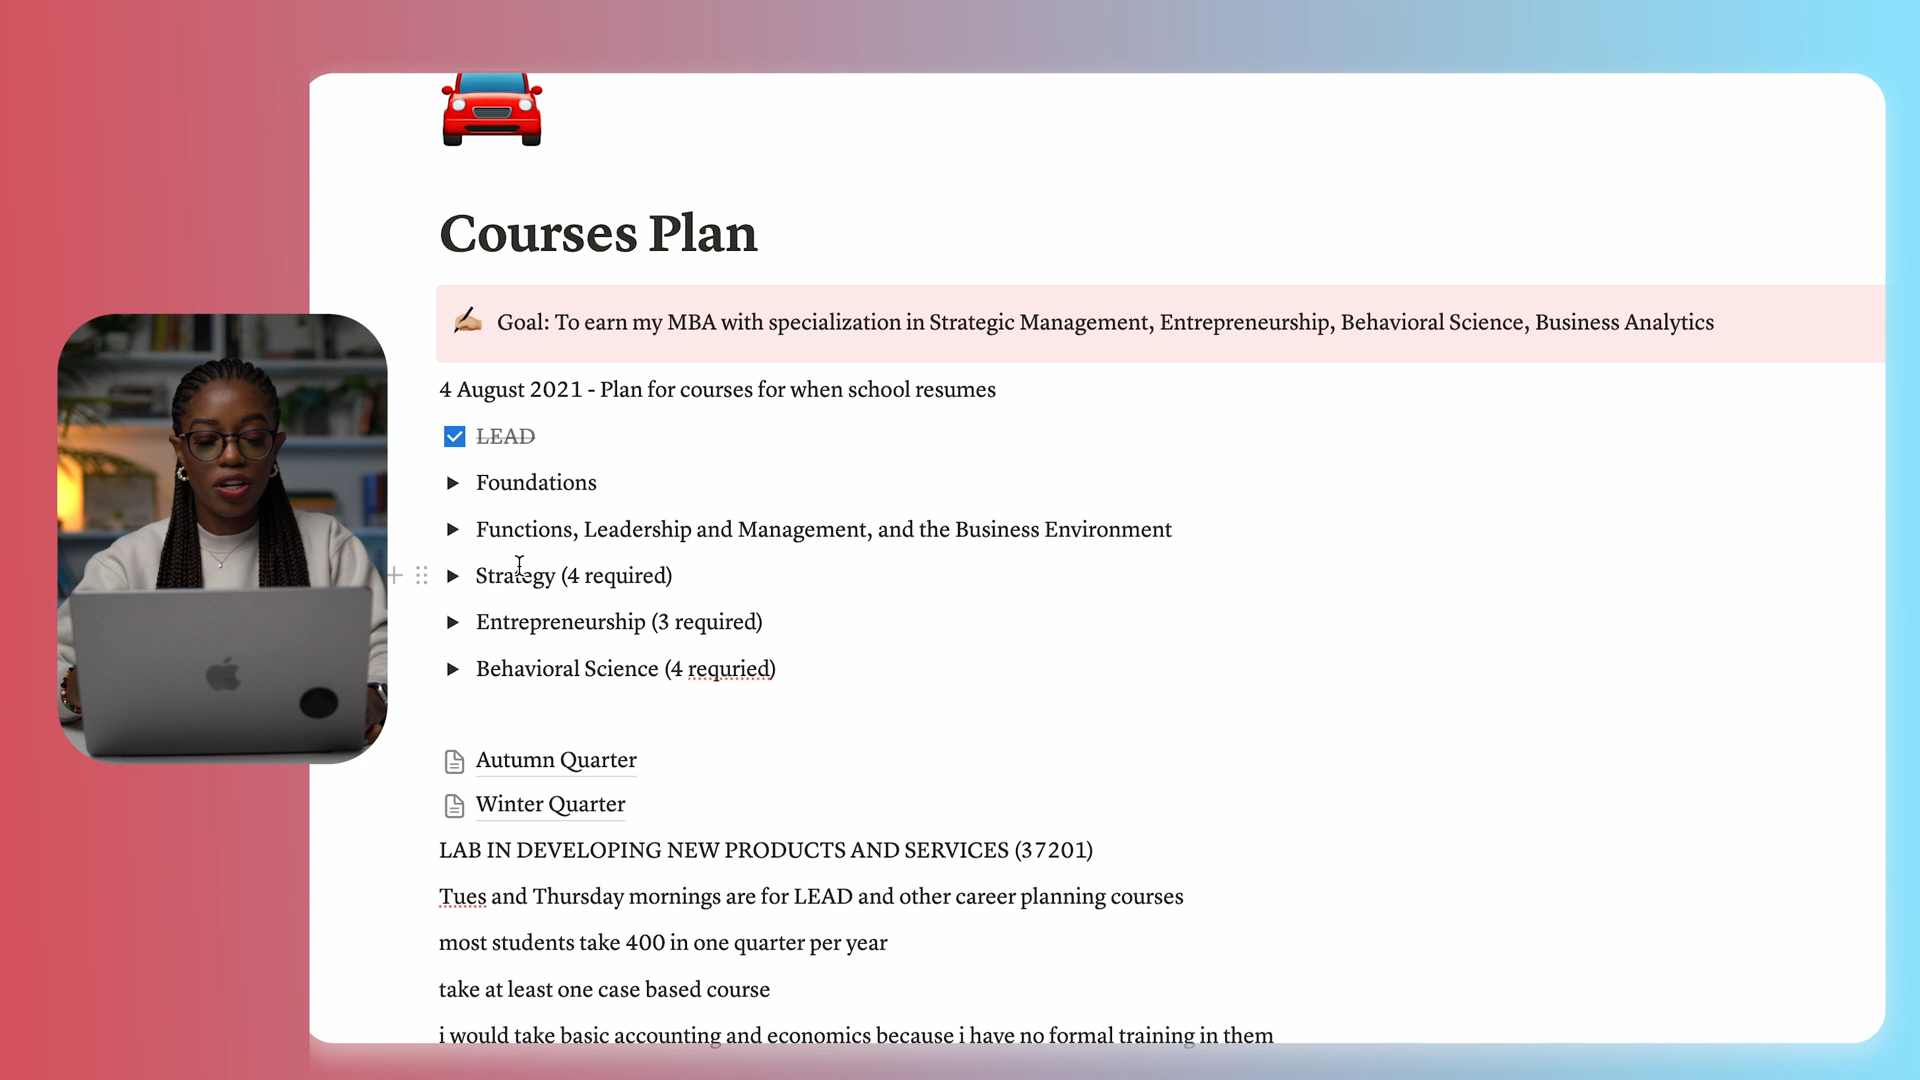 Courses Plan
Goal: To earn my MBA with specialization in Strategic Management, Entrepreneurship, Behavioral Science, Business Analytics
4 August 2021 - Plan for courses for when school resumes
LEAD
Foundations
Functions, Leadership and Management, and the Business Environment
Strategy (4 required)
Entrepreneurship (3 required)
Behavioral Science (4 requried)
Autumn Quarter
Winter Quarter
LAB IN DEVELOPING NEW PRODUCTS AND SERVICES (37201)
Tues and Thursday mornings are for LEAD and other career planning courses
most students take 400 in one quarter per year
take at least one case based course
i would take basic accounting and economics because i have no formal training in them